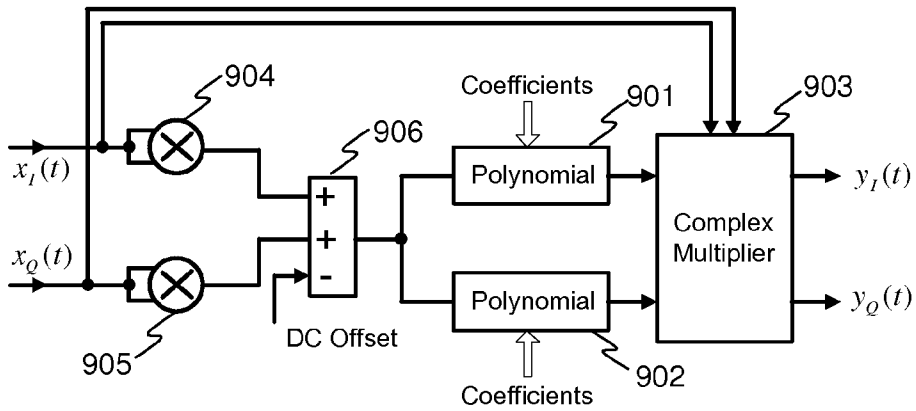 904
Coefficients
901
903
906
x_I(t)
+
Polynomial
y_I(t)
Complex
Multiplier
x_Q(t)
+
-
Polynomial
y_Q(t)
DC Offset
905
902
Coefficients